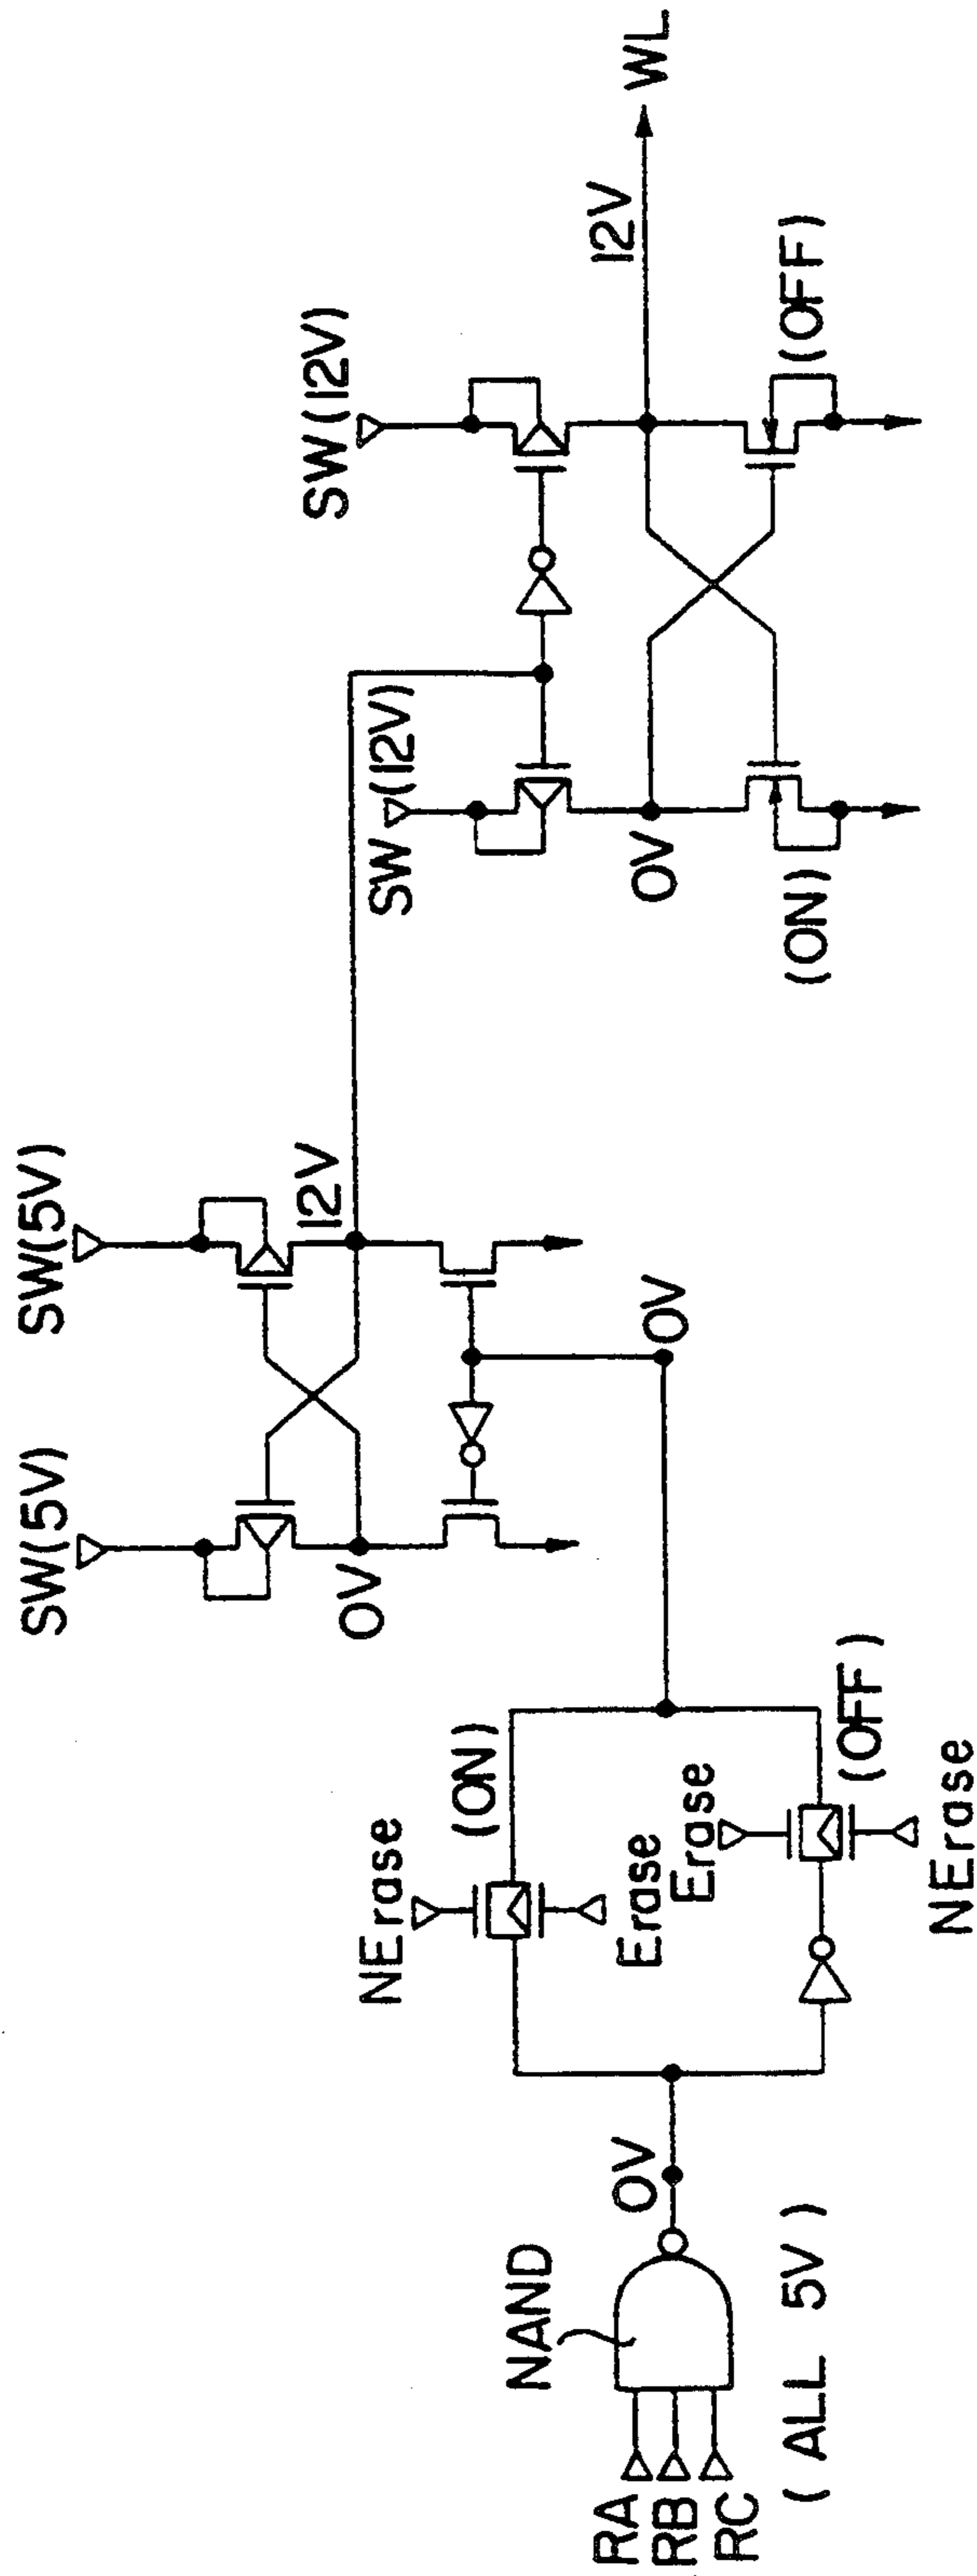 RA
RB
RC
( ALL 5V )
NAND
0V
NErase
(ON)
Erase
Erase
(OFF)
NErase
0V
SW(5V)
0V
SW(5V)
12V
SW (12V)
0V
(ON)
SW (12V)
12V
(OFF)
WL